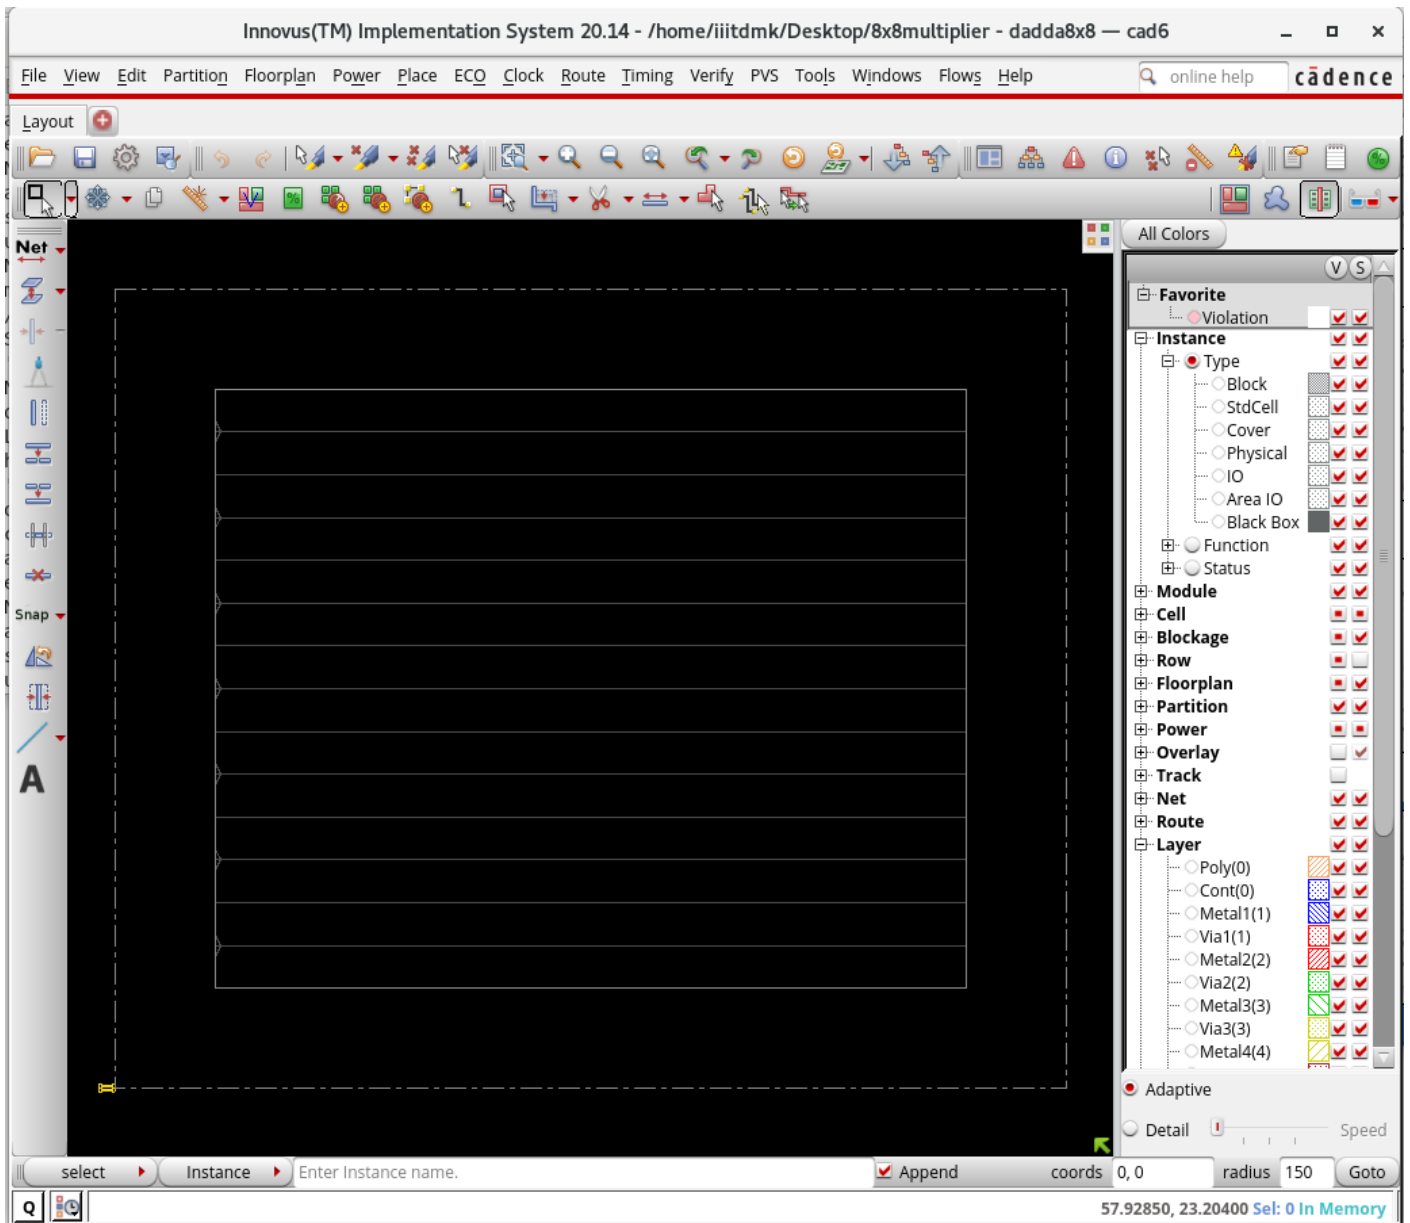 Innovus(TM) Implementation System 20.14 - /home/iiitdmk/Desktop/8x8multiplier - dadda8x8 — cad6
File View Edit Partition Floorplan Power Place ECO Clock Route Timing Verify PVS Tools Windows Flows Help online help cādence
Layout
Net
Snap
A
All Colors
V S
Favorite
Violation
Instance
Type
Block
StdCell
Cover
Physical
IO
Area IO
Black Box
Function
Status
Module
Cell
Blockage
Row
Floorplan
Partition
Power
Overlay
Track
Net
Route
Layer
Poly(0)
Cont(0)
Metal1(1)
Via1(1)
Metal2(2)
Via2(2)
Metal3(3)
Via3(3)
Metal4(4)
Adaptive
Detail Speed
select Instance Enter Instance name. Append coords 0, 0 radius 150 Goto
Q 57.92850, 23.20400 Sel: 0 In Memory